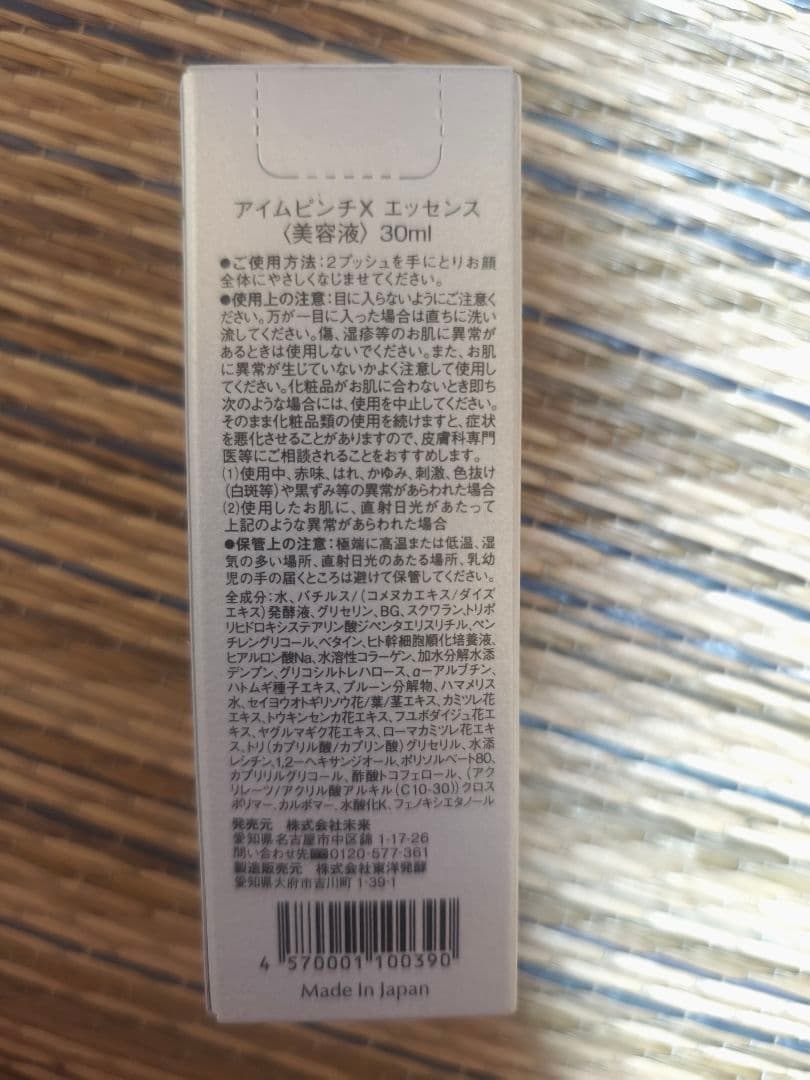 アイムピンチX エッセンス
〈美容液〉 30ml
●ご使用方法:2プッシュを手にとりお顔
全体にやさしくなじませてください。
●使用上の注意:目に入らないようにご注意く
ださい。万が一目に入った場合は直ちに洗い
流してください。傷、湿疹等のお肌に異常が
あるときは使用しないでください。また、お肌
に異常が生じていないかよく注意して使用し
てください。化粧品がお肌に合わないとき即ち
次のような場合には、使用を中止してください。
そのまま化粧品類の使用を続けますと、症状
を悪化させることがありますので、皮膚科専門
医等にご相談されることをおすすめします。
(1)使用中、赤味、はれ、かゆみ、刺激、色抜け
(白斑等)や黒ずみ等の異常があらわれた場合
(2)使用したお肌に、直射日光があたって
上記のような異常があらわれた場合
●保管上の注意:極端に高温または低温、湿
気の多い場所、直射日光のあたる場所、乳幼
児の手の届くところは避けて保管してください。
全成分:水、バチルス/(コメヌカエキス/ダイズ
エキス)発酵液、グリセリン、BG、スクワラン、トリポ
リヒドロキシステアリン酸ジペンタエリスリチル、ペン
チレングリコール、ベタイン、ヒト幹細胞順化培養液、
ヒアルロン酸Na、水溶性コラーゲン、加水分解水添
デンプン、グリコシルトレハロース、α-アルブチン、
ハトムギ種子エキス、プルーン分解物、ハマメリス
水、セイヨウオトギリソウ花/葉/茎エキス、カミツレ花
エキス、トウキンセンカ花エキス、フユボダイジュ花エ
キス、ヤグルマギク花エキス、ローマカミツレ花エキ
ス、トリ(カプリル酸/カプリン酸)グリセリル、水添
レシチン、1,2-ヘキサンジオール、ポリソルベート80、
カプリリルグリコール、酢酸トコフェロール、(アク
リレーツ/アクリル酸アルキル(C10-30))クロス
ポリマー、カルボマー、水酸化K、フェノキシエタノール
発売元 株式会社未来
愛知県名古屋市中区錦 1-17-26
問い合わせ先 0120-577-361
製造販売元 株式会社東洋発酵
愛知県大府市吉川町 1-39-1
4 570001 100390
Made In Japan